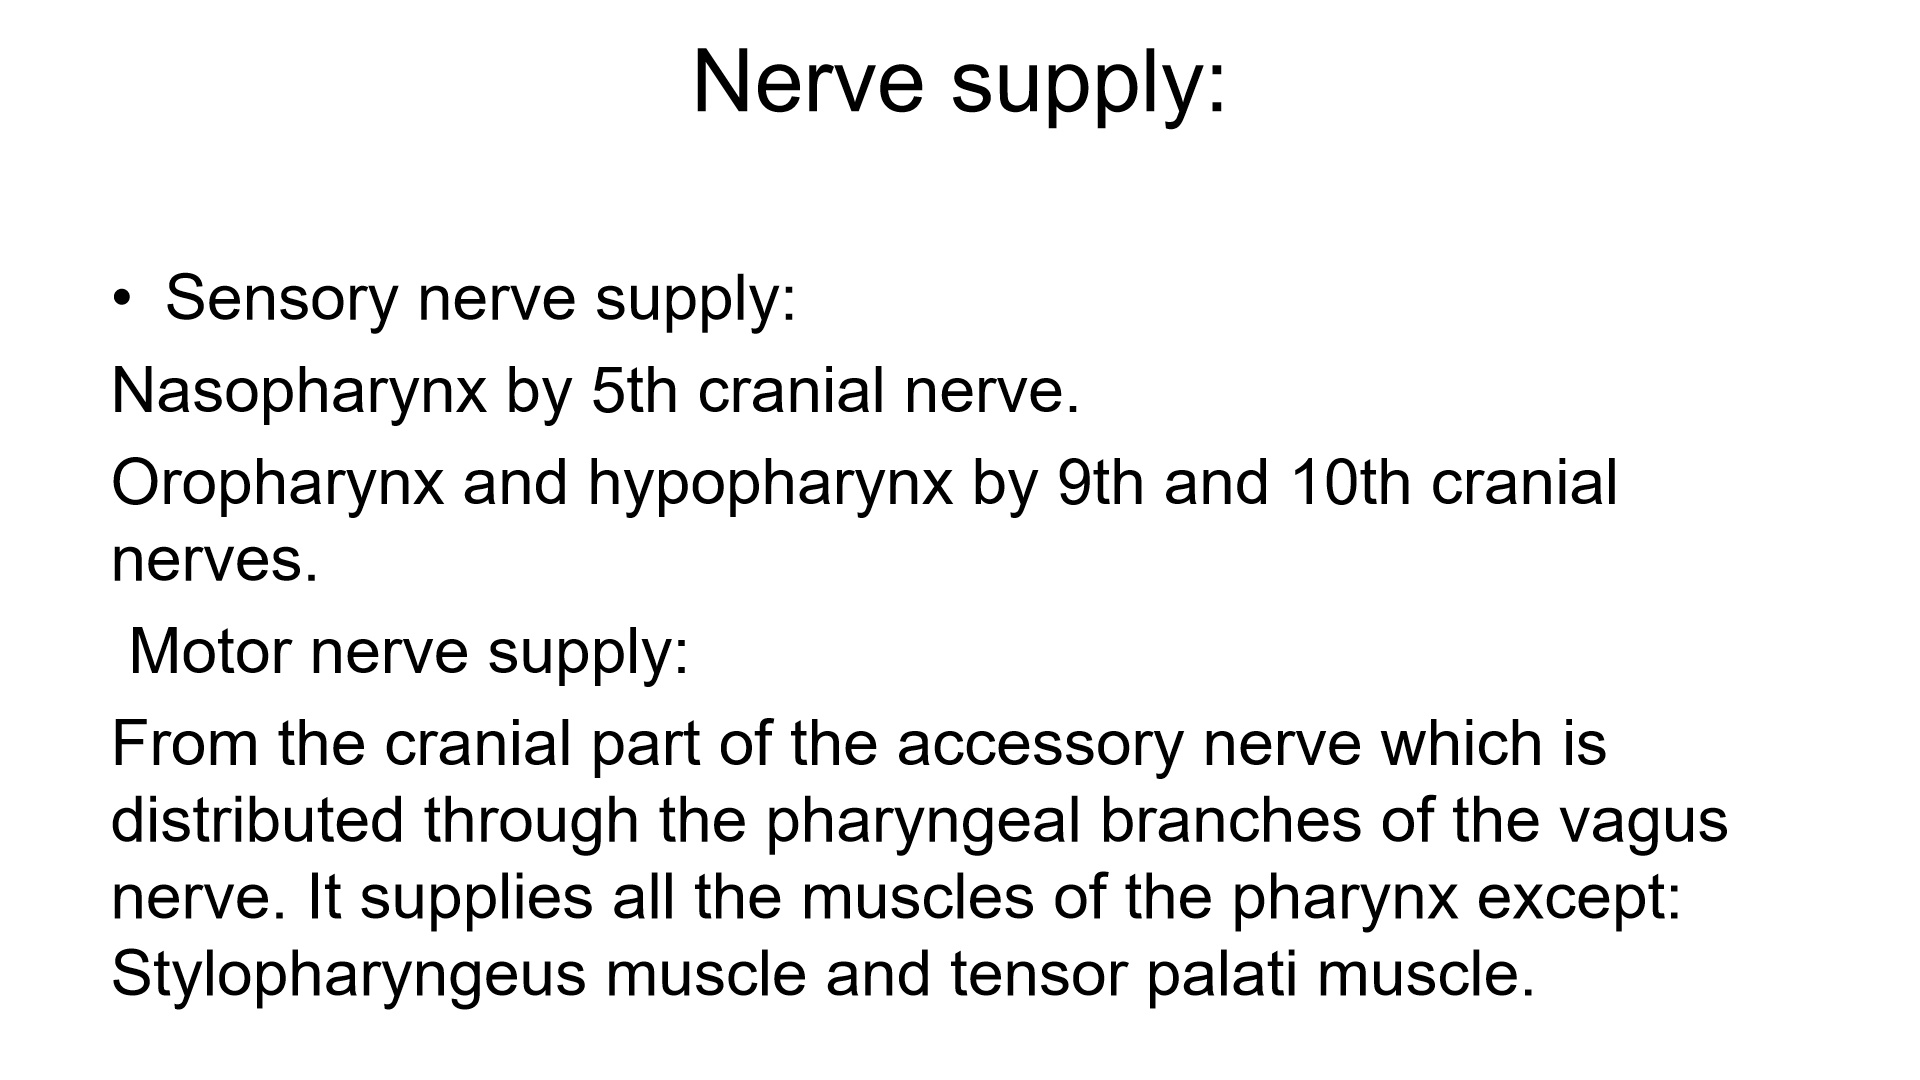 Nerve supply:
• Sensory nerve supply:
Nasopharynx by 5th cranial nerve.
Oropharynx and hypopharynx by 9th and 10th cranial
nerves.
Motor nerve supply:
From the cranial part of the accessory nerve which is
distributed through the pharyngeal branches of the vagus
nerve. It supplies all the muscles of the pharynx except:
Stylopharyngeus muscle and tensor palati muscle.